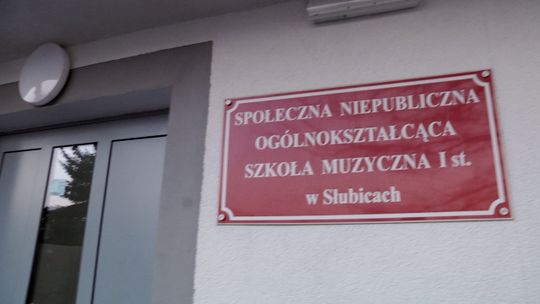 SPOŁECZNA NIEPUBLICZNA
OGÓLNOKSZTAŁCĄCA
SZKOŁA MUZYCZNA I st.
w Słubicach